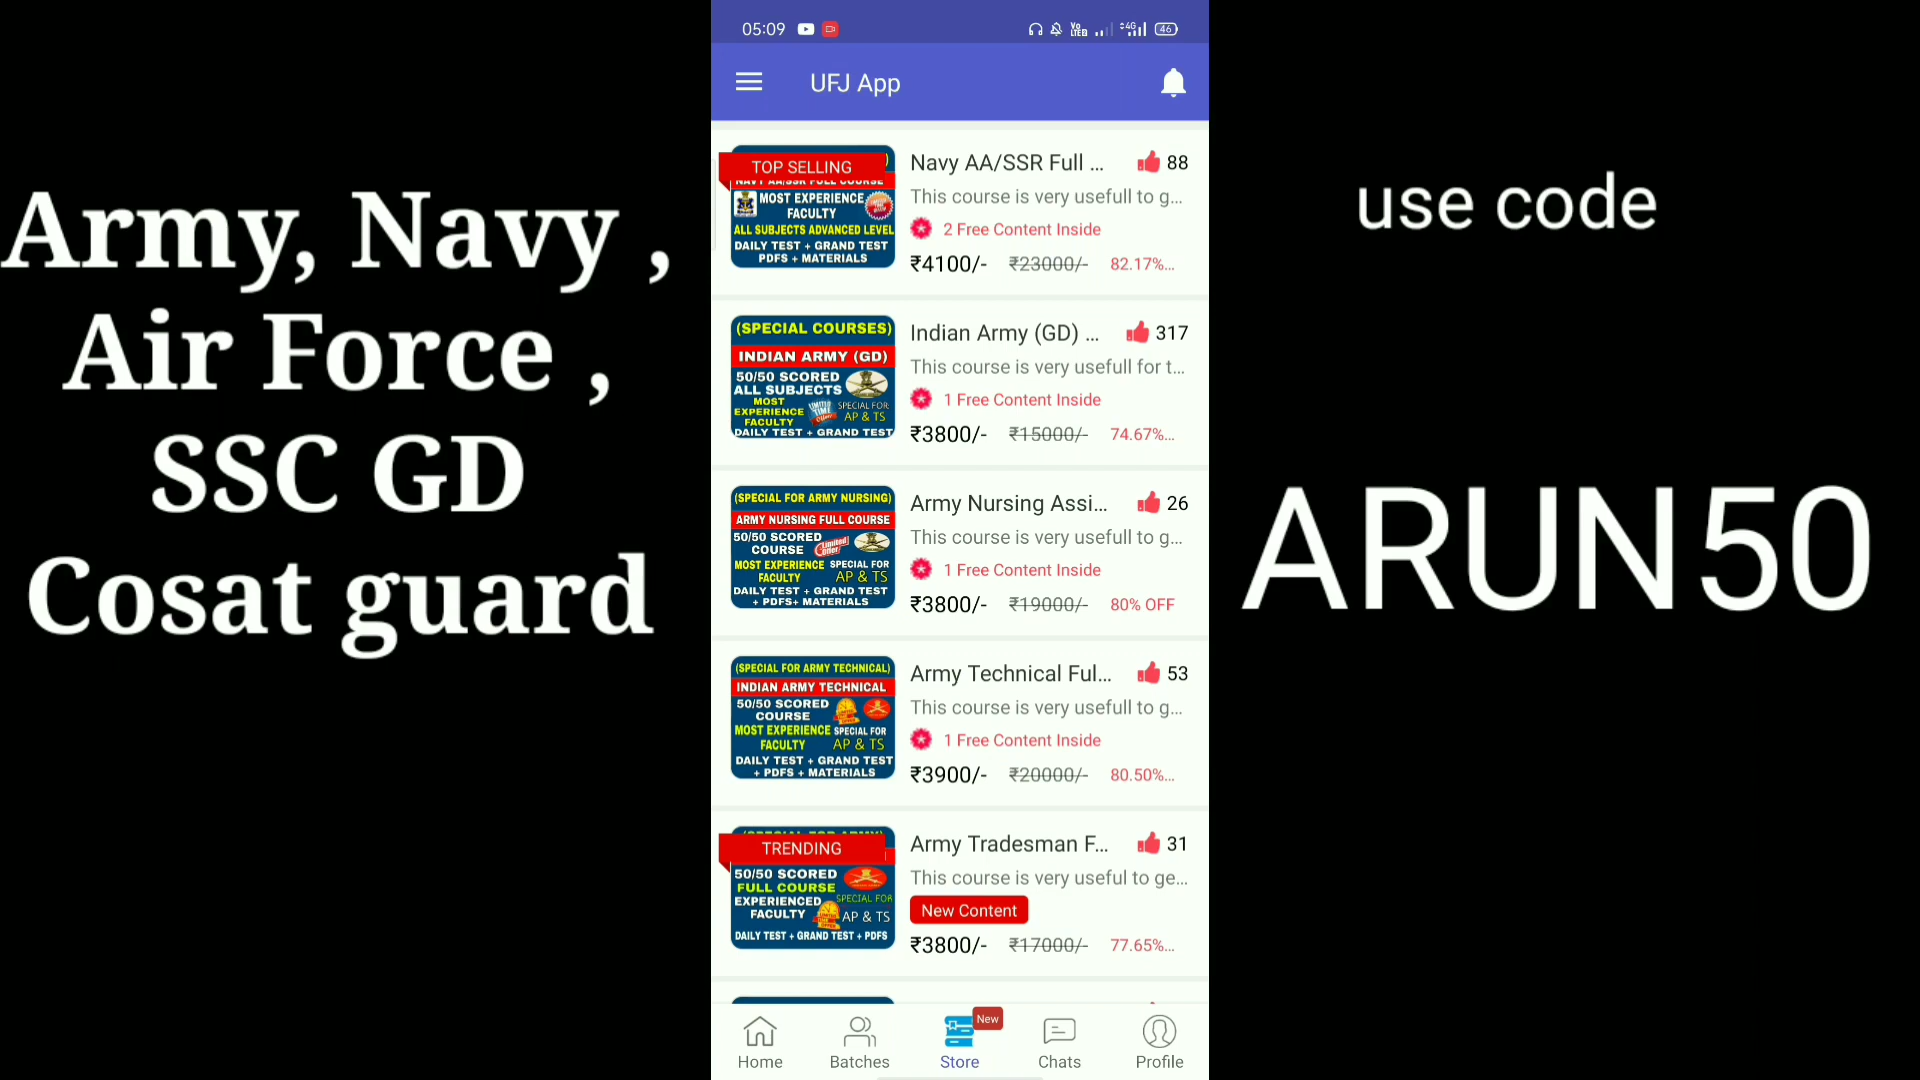 Army, Navy ,
Air Force ,
SSC GD
Cosat guard
05:09
46
UFJ App
TOP SELLING
NAVY AA/SSR FULL COURSE
MOST EXPERIENCE
FACULTY
ALL SUBJECTS ADVANCED LEVEL
DAILY TEST + GRAND TEST
PDFS + MATERIALS
Navy AA/SSR Full ...
88
This course is very usefull to g...
2 Free Content Inside
₹4100/- ₹23000/- 82.17%...
(SPECIAL COURSES)
INDIAN ARMY (GD)
50/50 SCORED
ALL SUBJECTS
MOST
EXPERIENCE
FACULTY
SPECIAL FOR:
AP & TS
DAILY TEST + GRAND TEST
Indian Army (GD) ...
317
This course is very usefull for t...
1 Free Content Inside
₹3800/- ₹15000/- 74.67%...
(SPECIAL FOR ARMY NURSING)
ARMY NURSING FULL COURSE
50/50 SCORED
COURSE
Limited
offer
MOST EXPERIENCE
FACULTY
SPECIAL FOR
AP & TS
DAILY TEST + GRAND TEST
+ PDFS+ MATERIALS
Army Nursing Assi...
26
This course is very usefull to g...
1 Free Content Inside
₹3800/- ₹19000/- 80% OFF
(SPECIAL FOR ARMY TECHNICAL)
INDIAN ARMY TECHNICAL
50/50 SCORED
COURSE
MOST EXPERIENCE
FACULTY
SPECIAL FOR
AP & TS
DAILY TEST + GRAND TEST
+ PDFS + MATERIALS
Army Technical Ful...
53
This course is very usefull to g...
1 Free Content Inside
₹3900/- ₹20000/- 80.50%...
TRENDING
50/50 SCORED
FULL COURSE
EXPERIENCED
FACULTY
SPECIAL FOR
AP & TS
DAILY TEST + GRAND TEST + PDFS
Army Tradesman F...
31
This course is very useful to ge...
New Content
₹3800/- ₹17000/- 77.65%...
New
Home Batches Store Chats Profile
use code
ARUN50